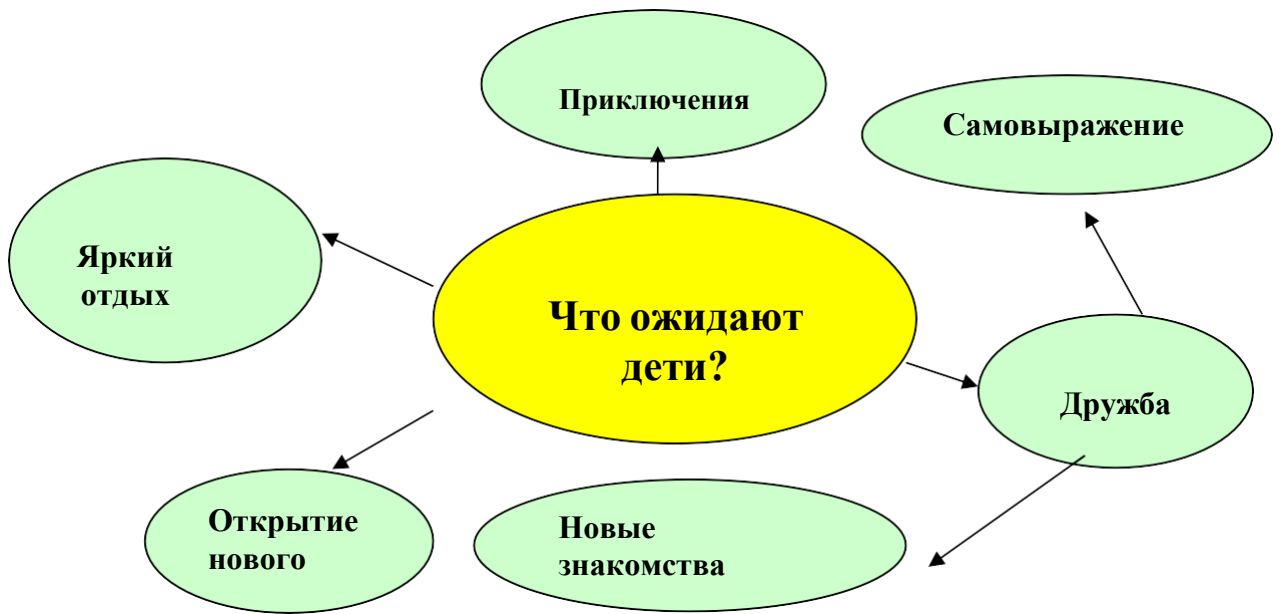 Приключения
Самовыражение
Яркий
отдых
Что ожидают
дети?
Дружба
Открытие
нового
Новые
знакомства